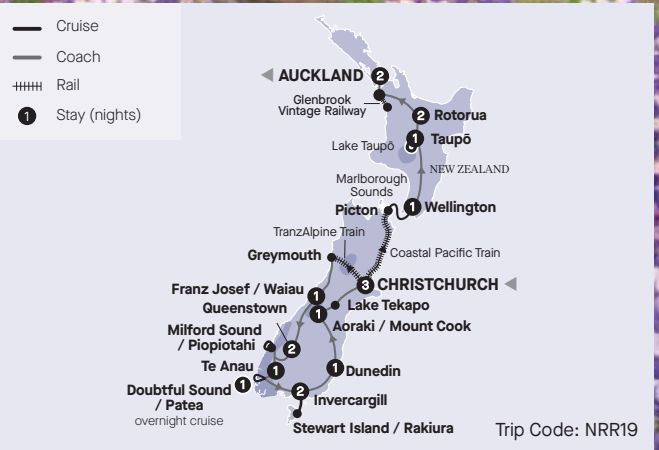 Cruise
Coach
Rail
1 Stay (nights)
AUCKLAND 2
Glenbrook
Vintage Railway
2 Rotorua
1 Taupō
Lake Taupō
NEW ZEALAND
Marlborough
Sounds
Picton
1 Wellington
TranzAlpine Train
Coastal Pacific Train
Greymouth
3 CHRISTCHURCH
Franz Josef / Waiau 1
Lake Tekapo
Queenstown
1 Aoraki / Mount Cook
Milford Sound
/ Piopiotahi
2
Te Anau 1
1 Dunedin
Doubtful Sound 1
/ Patea
overnight cruise
2 Invercargill
Stewart Island / Rakiura
Trip Code: NRR19